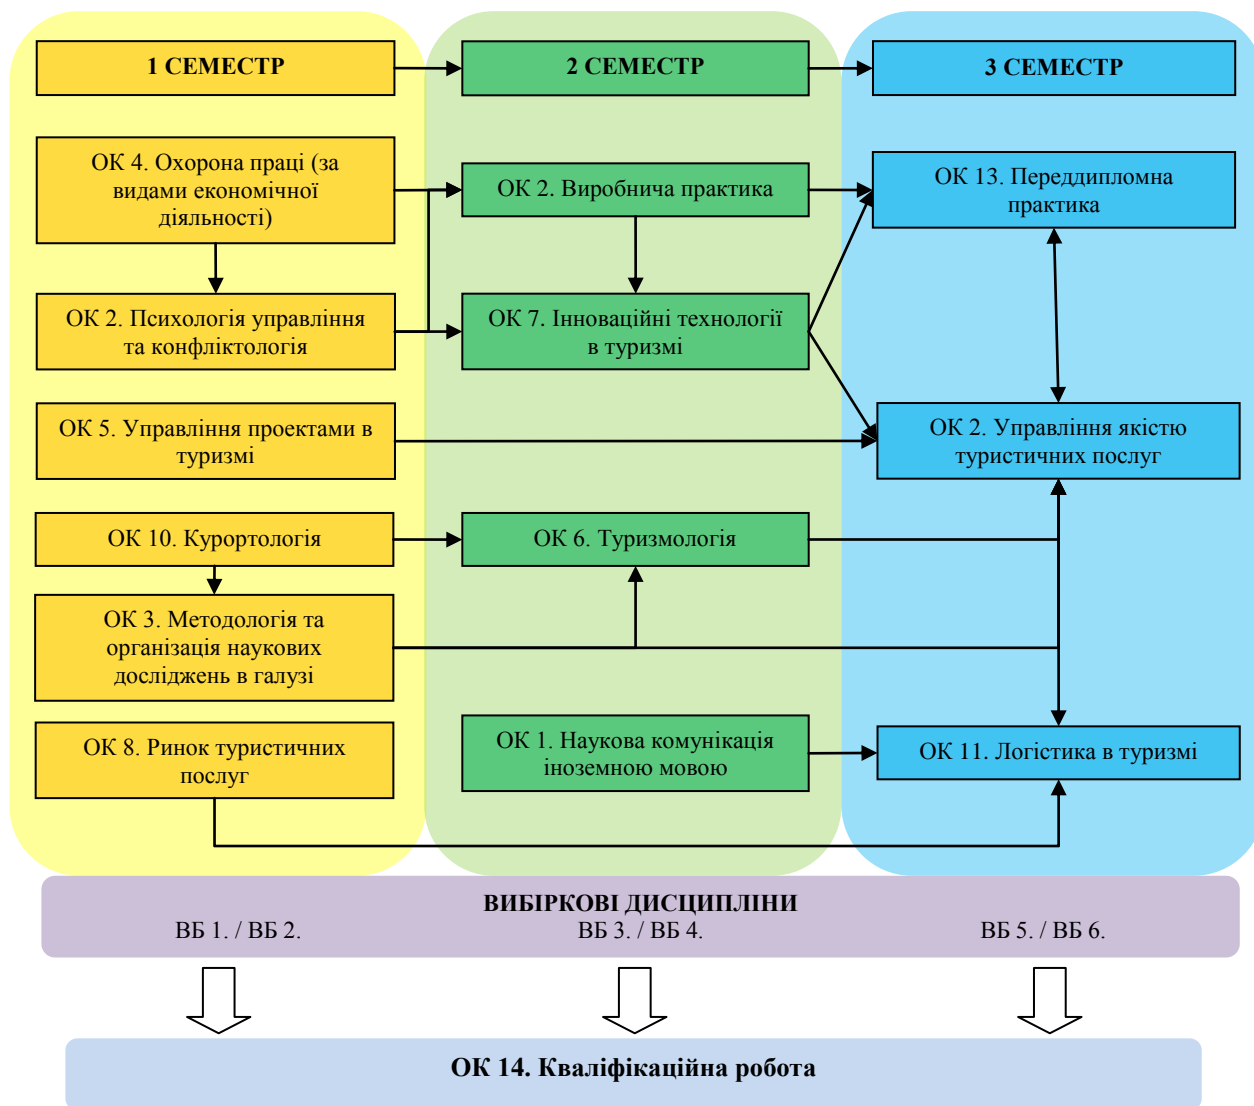 1 СЕМЕСТР
2 СЕМЕСТР
3 СЕМЕСТР
ОК 4. Охорона праці (за
видами економічної
діяльності)
ОК 2. Виробнича практика
ОК 13. Переддипломна
практика
ОК 2. Психологія управління
та конфліктологія
ОК 7. Інноваційні технології
в туризмі
ОК 5. Управління проектами в
туризмі
ОК 2. Управління якістю
туристичних послуг
ОК 10. Курортологія
ОК 6. Туризмологія
ОК 3. Методологія та
організація наукових
досліджень в галузі
ОК 8. Ринок туристичних
послуг
ОК 1. Наукова комунікація
іноземною мовою
ОК 11. Логістика в туризмі
ВИБІРКОВІ ДИСЦИПЛІНИ
ВБ 1. / ВБ 2.
ВБ 3. / ВБ 4.
ВБ 5. / ВБ 6.
ОК 14. Кваліфікаційна робота